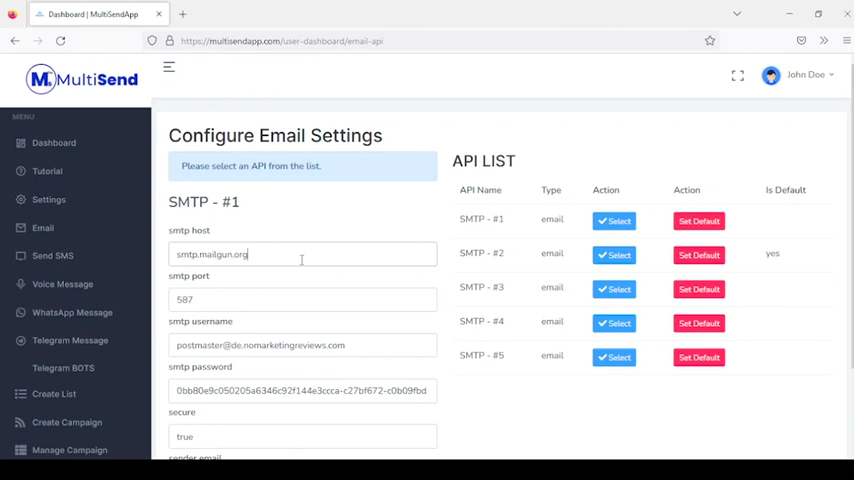 Dashboard | MultiSendApp
https://multisendapp.com/user-dashboard/email-api
M. MultiSend
John Doe
MENU
Dashboard
Tutorial
Settings
Email
Send SMS
Voice Message
WhatsApp Message
Telegram Message
Telegram BOTS
Create List
Create Campaign
Manage Campaign
Configure Email Settings
Please select an API from the list.
SMTP - #1
smtp host
smtp.mailgun.org
smtp port
587
smtp username
postmaster@de.nomarketingreviews.com
smtp password
0bb80e9c050205a6346c92f144e3ccca-c27bf672-c0b09fbd
secure
true
sender email
API LIST
API Name Type Action Action Is Default
SMTP - #1 email Select Set Default
SMTP - #2 email Select Set Default yes
SMTP - #3 email Select Set Default
SMTP - #4 email Select Set Default
SMTP - #5 email Select Set Default